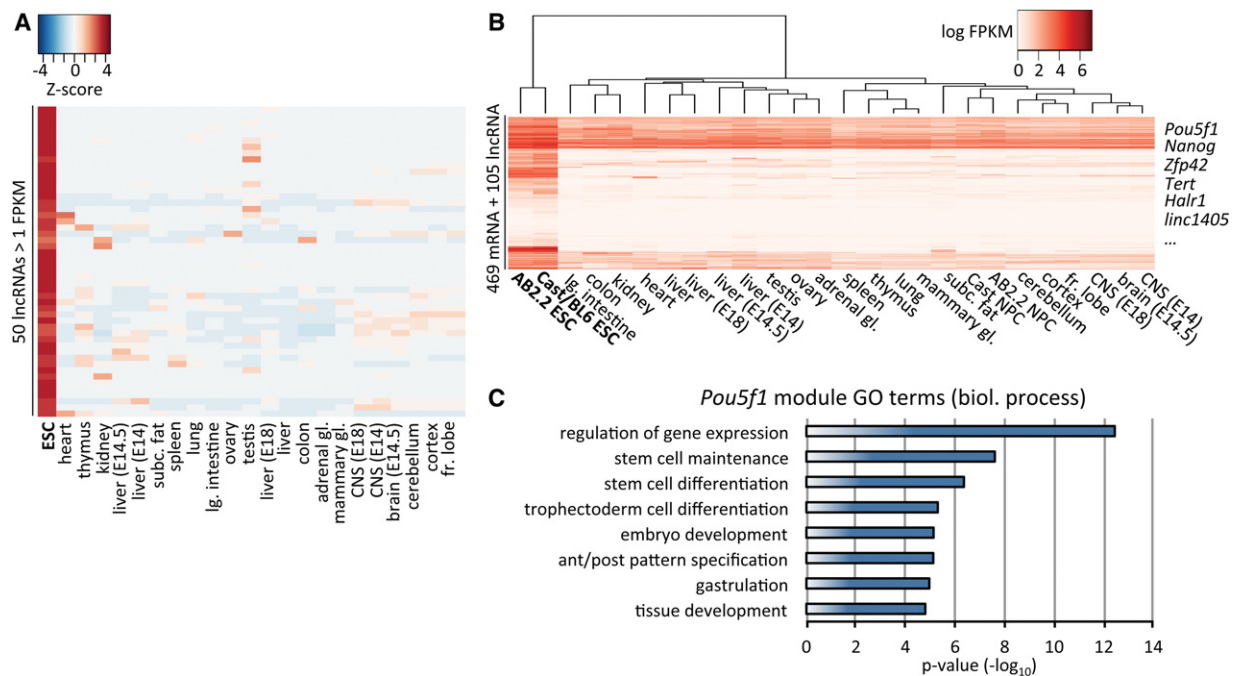 A
-4 0 4
Z-score
50 lncRNAs > 1 FPKM
ESC
heart
thymus
kidney
liver (E14.5)
liver (E14)
subc. fat
spleen
lung
lg. intestine
ovary
testis
liver (E18)
liver
colon
adrenal gl.
mammary gl.
CNS (E18)
CNS (E14)
brain (E14.5)
cerebellum
cortex
fr. lobe
B
log FPKM
0 2 4 6
469 mRNA + 105 lncRNA
Pou5f1
Nanog
Zfp42
Tert
Halr1
linc1405
...
AB2.2 ESC
Cast/BL6 ESC
lg. intestine
colon
kidney
heart
liver
liver (E18)
liver (E14.5)
liver (E14)
testis
ovary
adrenal gl.
spleen
thymus
lung
mammary gl.
subc. fat
Cast NPC
AB2.2 NPC
cerebellum
cortex
fr. lobe
CNS (E18)
brain (E14.5)
CNS (E14)
C
Pou5f1 module GO terms (biol. process)
regulation of gene expression
stem cell maintenance
stem cell differentiation
trophectoderm cell differentiation
embryo development
ant/post pattern specification
gastrulation
tissue development
0 2 4 6 8 10 12 14
p-value (-log10)